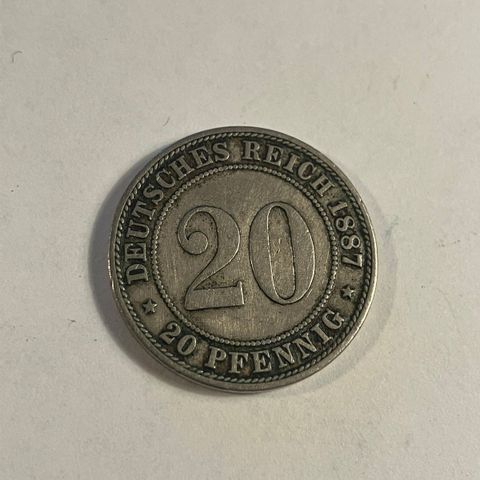 DEUTSCHES REICH 1887
20
★ 20 PFENNIG ★